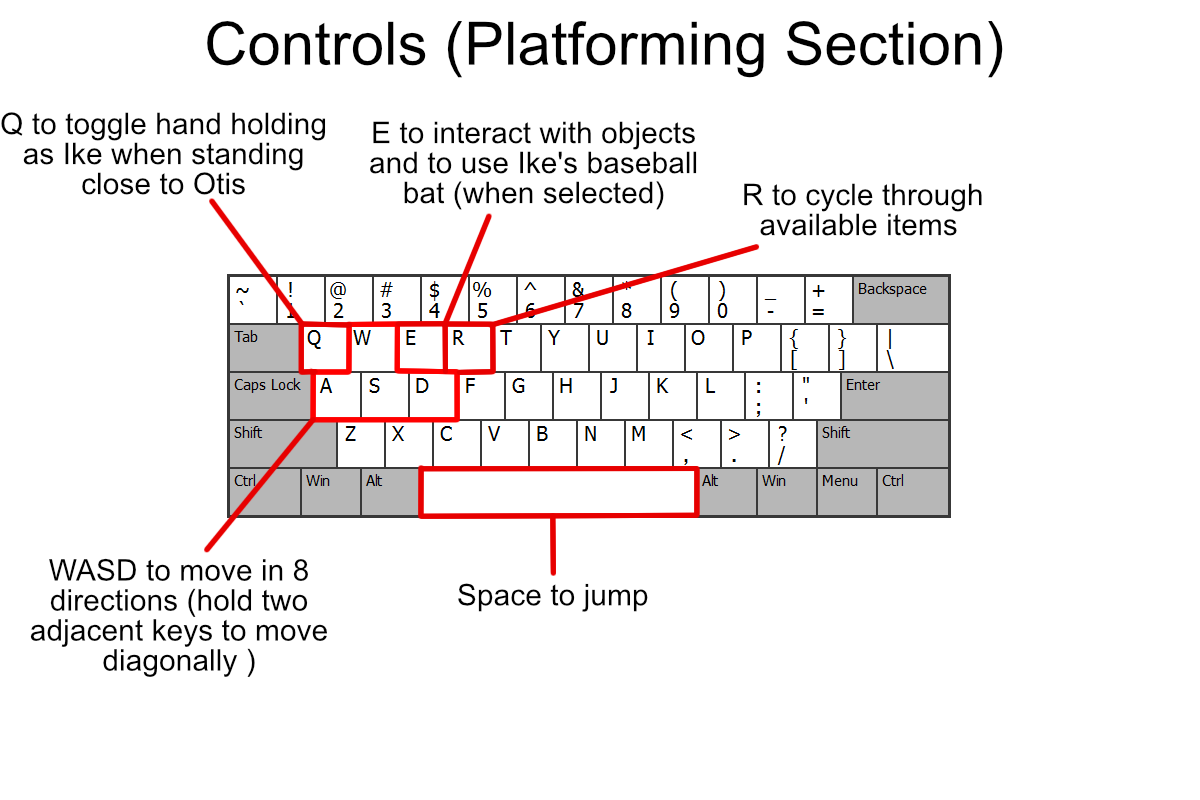 Controls (Platforming Section)
Q to toggle hand holding
as Ike when standing
close to Otis
E to interact with objects
and to use Ike's baseball
bat (when selected)
R to cycle through
available items
~ ! @ # $ % ^ & * ( ) _ + Backspace
` 1 2 3 4 5 6 7 8 9 0 - =
Tab Q W E R T Y U I O P { } |
[ ] \
Caps Lock A S D F G H J K L : " Enter
; '
Shift Z X C V B N M < > ? Shift
, . /
Ctrl Win Alt Alt Win Menu Ctrl
WASD to move in 8
directions (hold two
adjacent keys to move
diagonally )
Space to jump